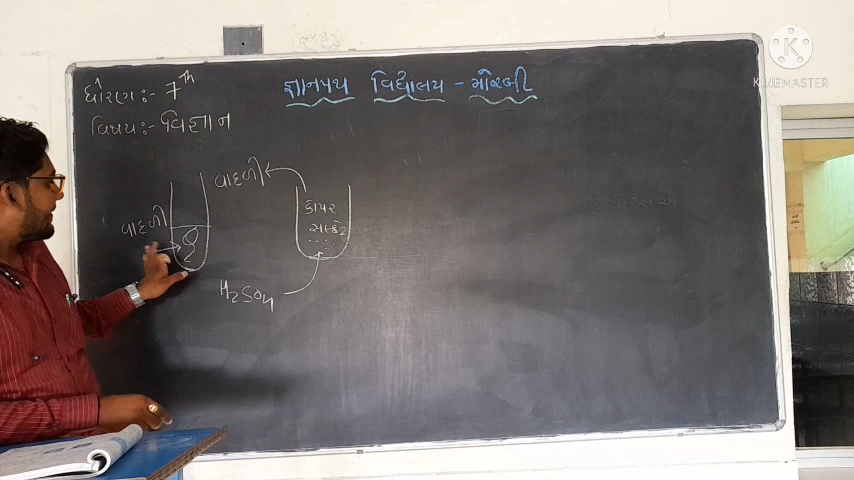 જ્ઞાનપથ વિદ્યાલય - મોરબી
ધોરણ :- 7th
વિષય :- વિજ્ઞાન
વાદળી
કોપર
સલ્ફેટ
વાદળી
H2SO4
KINEMASTER